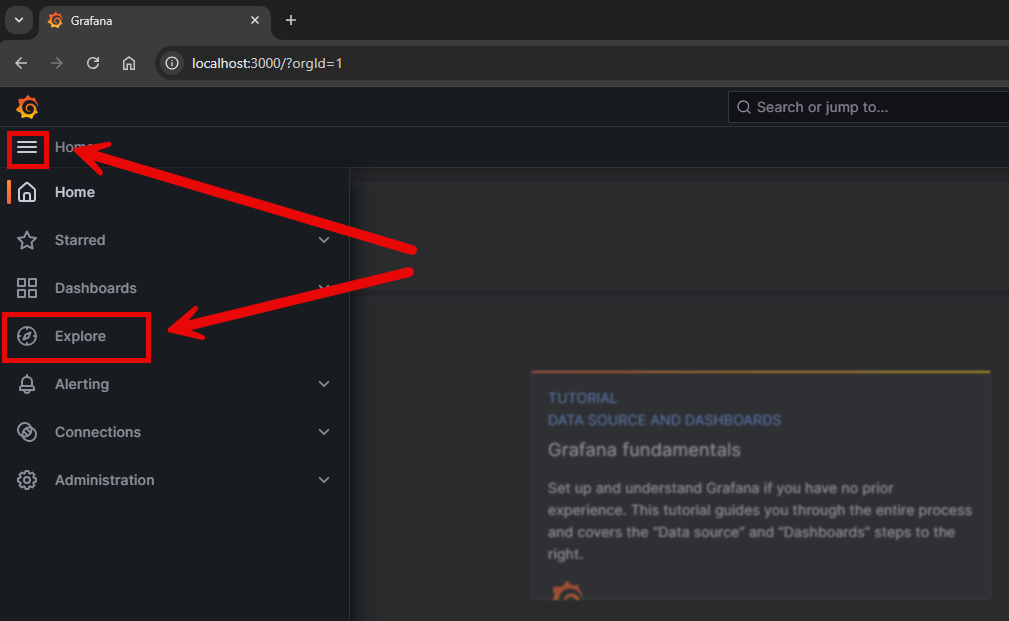 Grafana
localhost:3000/?orgId=1
Search or jump to...
Home
Home
Starred
Dashboards
Explore
Alerting
Connections
Administration
TUTORIAL
DATA SOURCE AND DASHBOARDS
Grafana fundamentals
Set up and understand Grafana if you have no prior
experience. This tutorial guides you through the entire process
and covers the "Data source" and "Dashboards" steps to the
right.